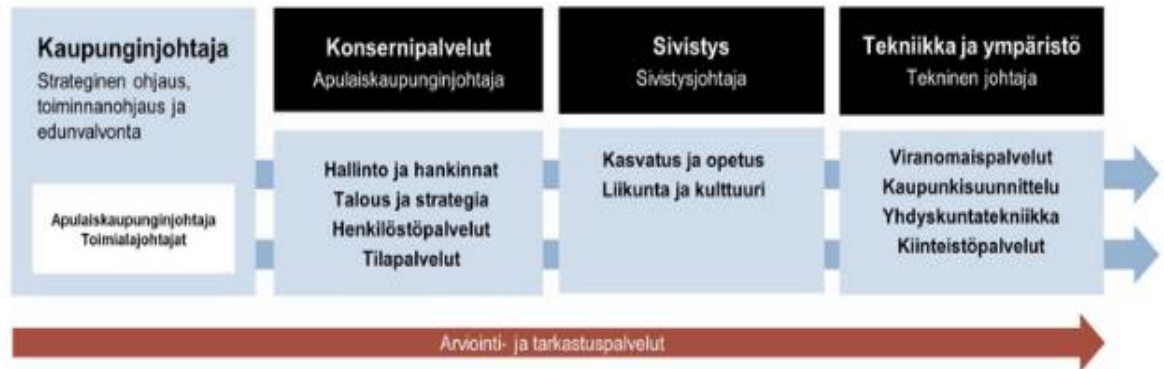 Kaupunginjohtaja
Strateginen ohjaus,
toiminnanohjaus ja
edunvalvonta
Apulaiskaupunginjohtaja
Toimialajohtajat
Konsernipalvelut
Apulaiskaupunginjohtaja
Hallinto ja hankinnat
Talous ja strategia
Henkilöstöpalvelut
Tilapalvelut
Sivistys
Sivistysjohtaja
Kasvatus ja opetus
Liikunta ja kulttuuri
Tekniikka ja ympäristö
Tekninen johtaja
Viranomaispalvelut
Kaupunkisuunnittelu
Yhdyskuntatekniikka
Kiinteistöpalvelut
Arviointi- ja tarkastuspalvelut